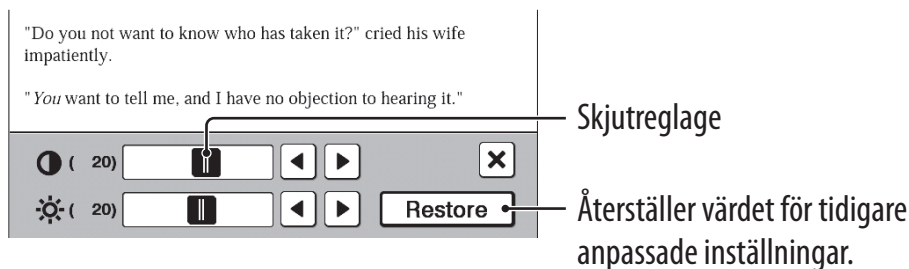 "Do you not want to know who has taken it?" cried his wife
impatiently.
"You want to tell me, and I have no objection to hearing it."
Skjutreglage
( 20)
( 20)
Restore
Återställer värdet för tidigare
anpassade inställningar.